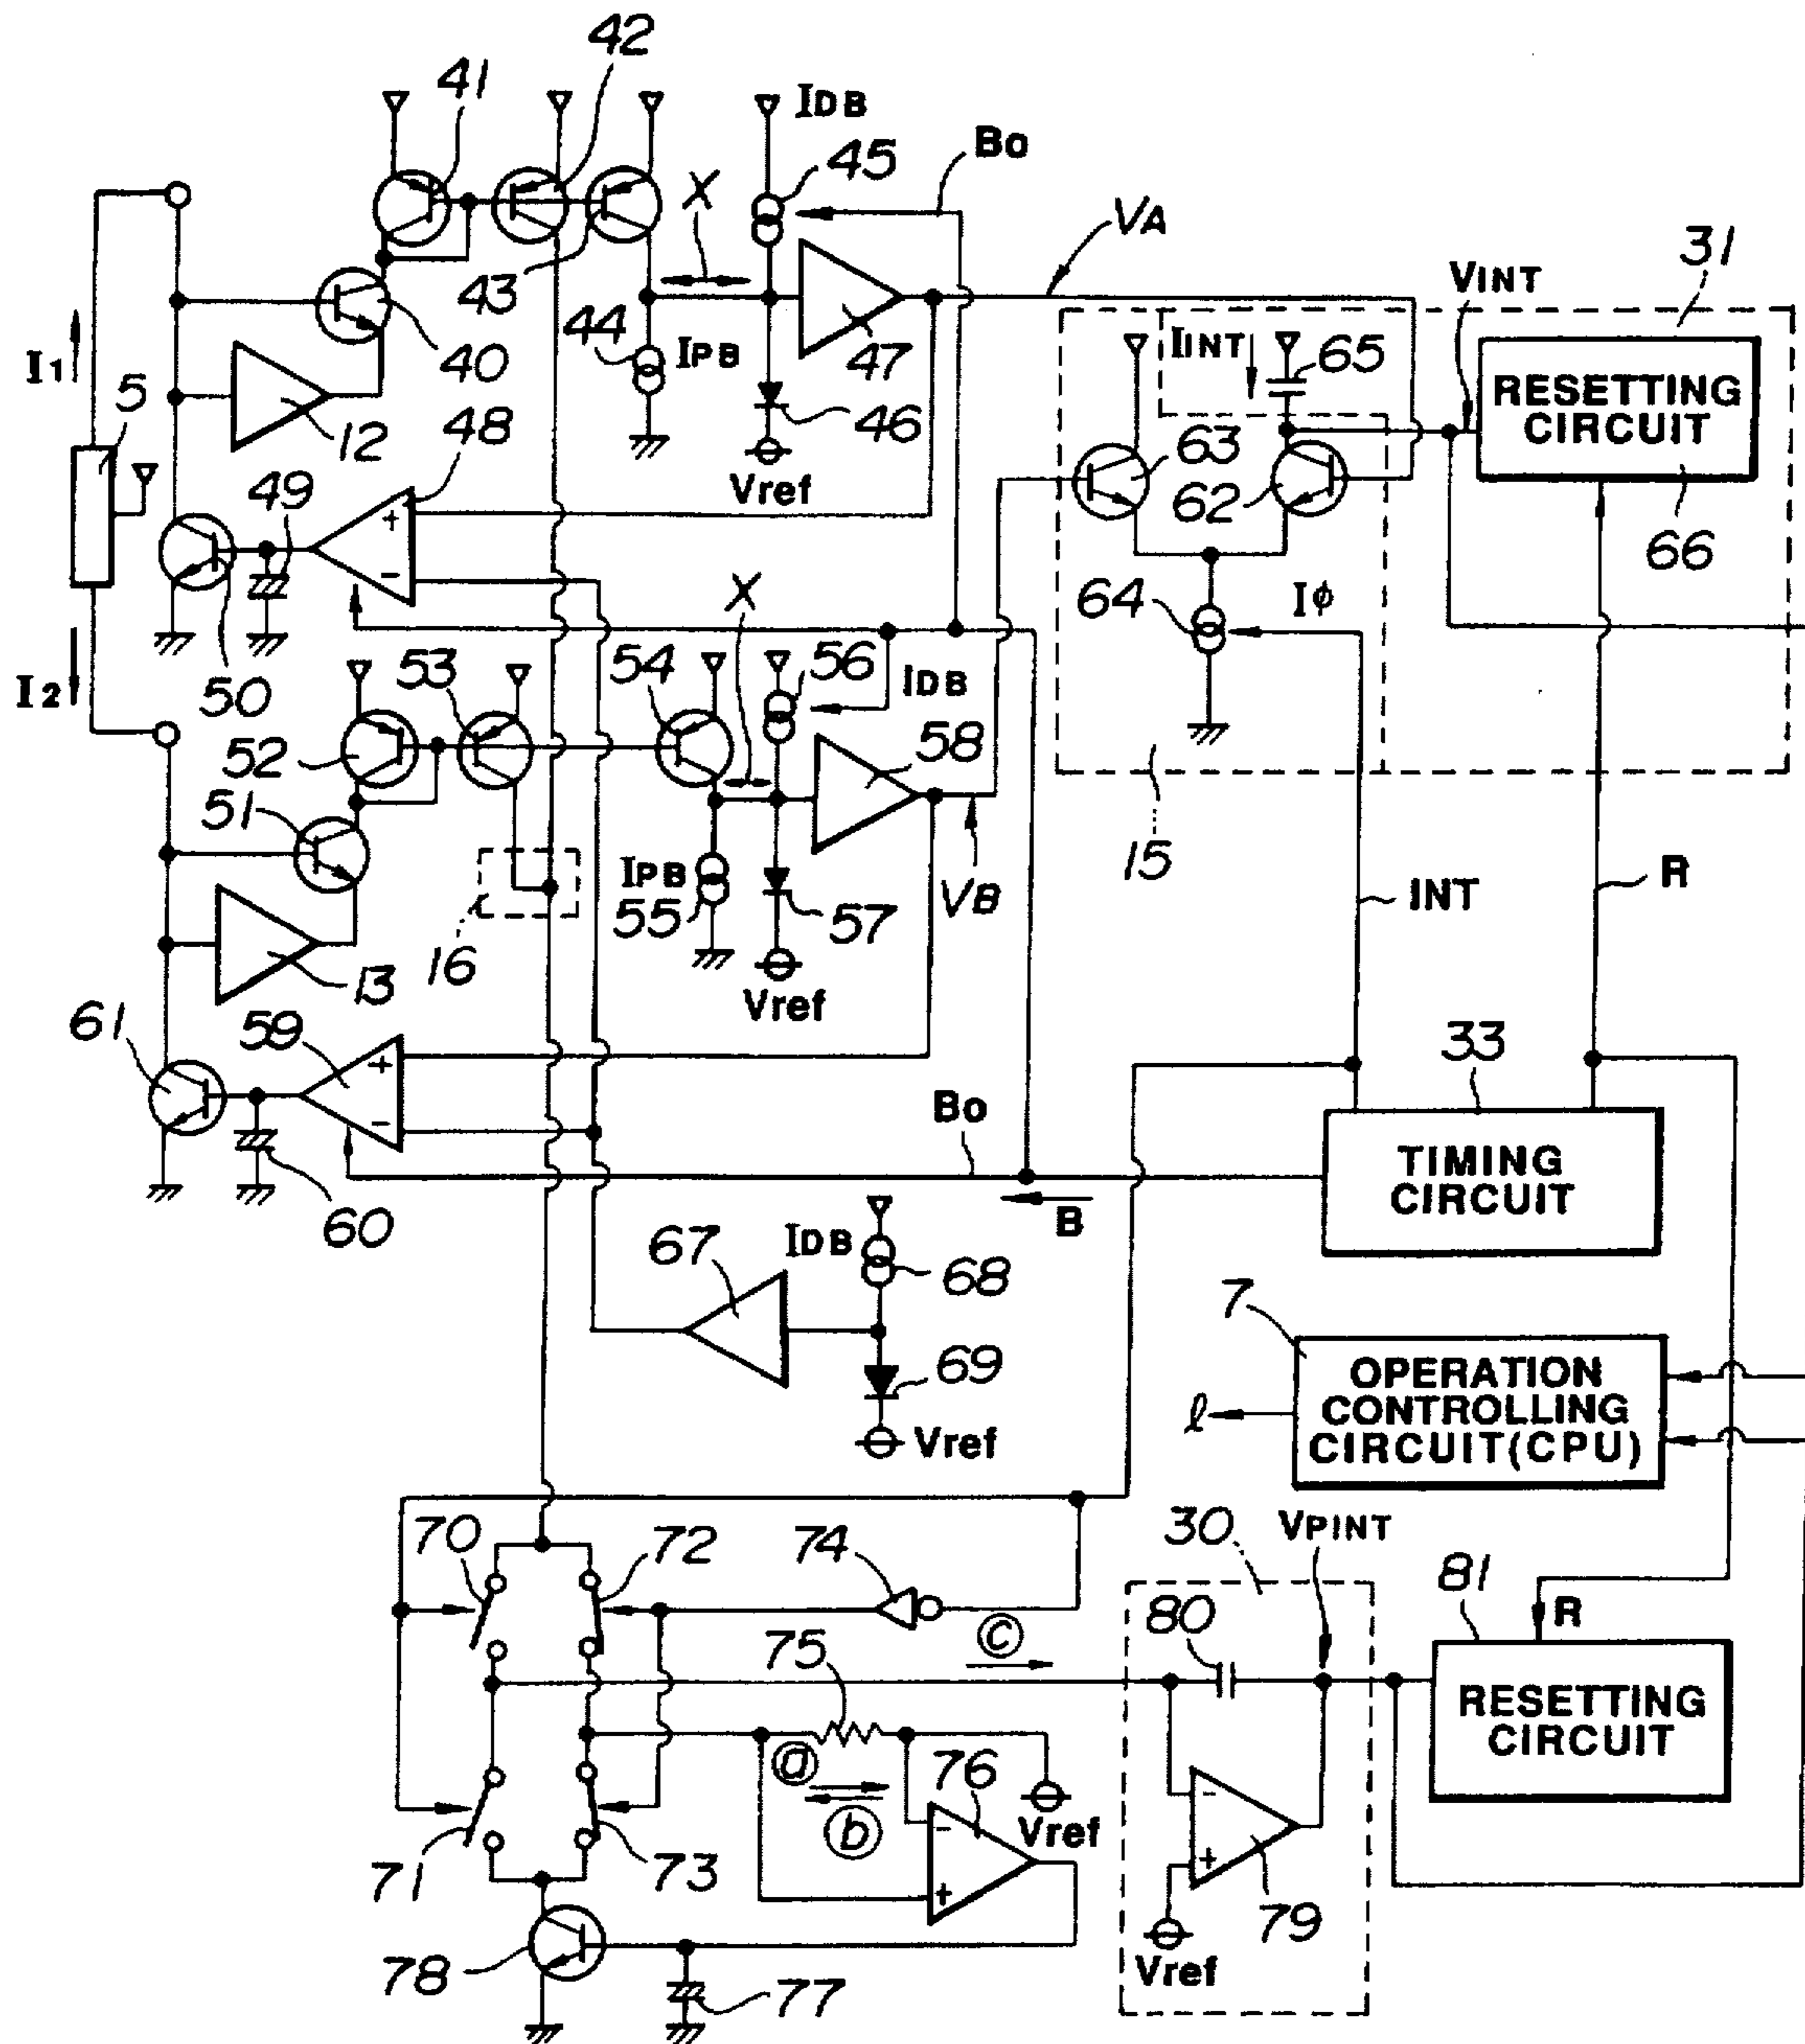 42
41
IDB
45
Bo
X
VA
31
VINT
43
44
IPB
47
IINT
65
40
I1
5
12
48
46
Vref
63
62
RESETTING
CIRCUIT
66
49
+
−
X
64
Iφ
I2
50
53
54
56
IDB
52
58
51
IPB
55
57
VB
15
INT
R
13
16
Vref
61
59
+
−
Bo
33
TIMING
CIRCUIT
B
60
67
IDB
68
7
OPERATION
CONTROLLING
CIRCUIT(CPU)
ℓ
69
Vref
70
72
74
30
VPINT
81
R
c
80
75
RESETTING
CIRCUIT
a
b
76
Vref
−
+
−
+
71
73
79
78
77
Vref